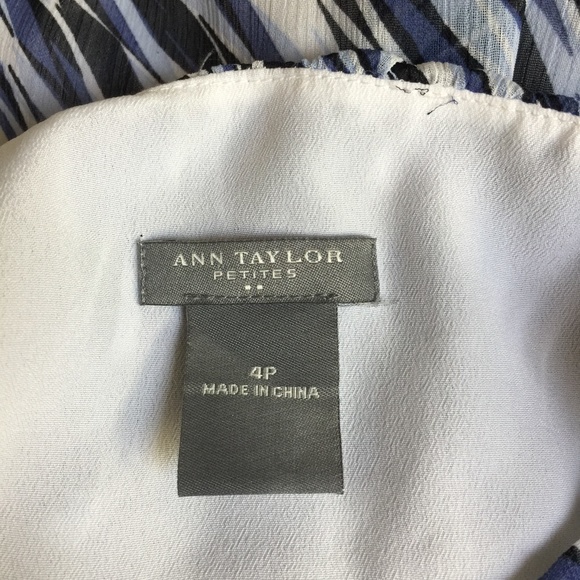 ANN TAYLOR
PETITES
4P
MADE IN CHINA